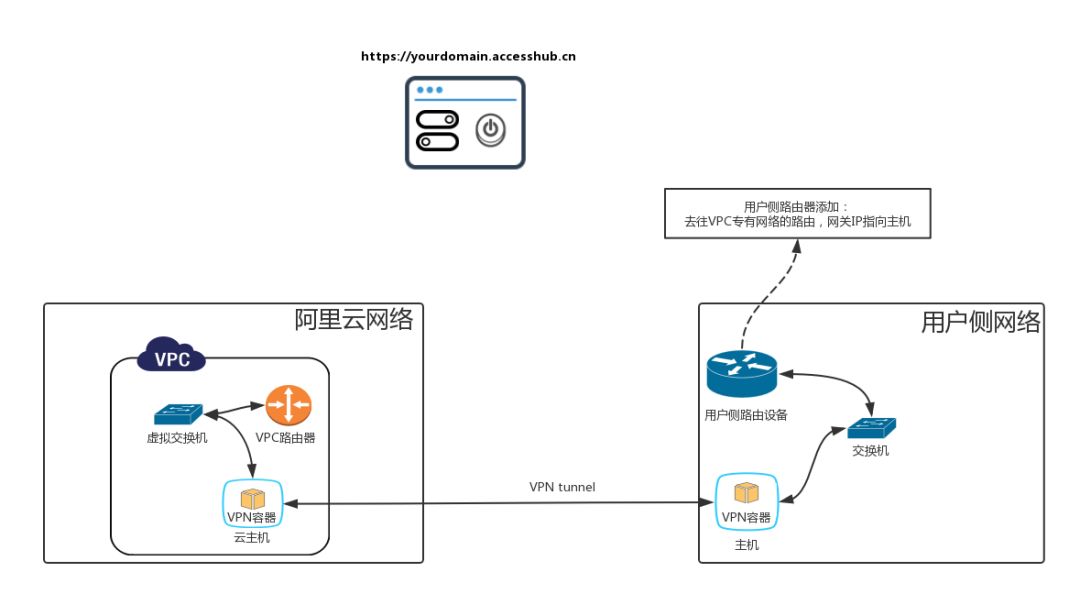 https://yourdomain.accesshub.cn
用户侧路由器添加：
去往VPC专有网络的路由，网关IP指向主机
阿里云网络
VPC
虚拟交换机
VPC路由器
VPN容器
云主机
VPN tunnel
用户侧网络
用户侧路由设备
交换机
VPN容器
主机